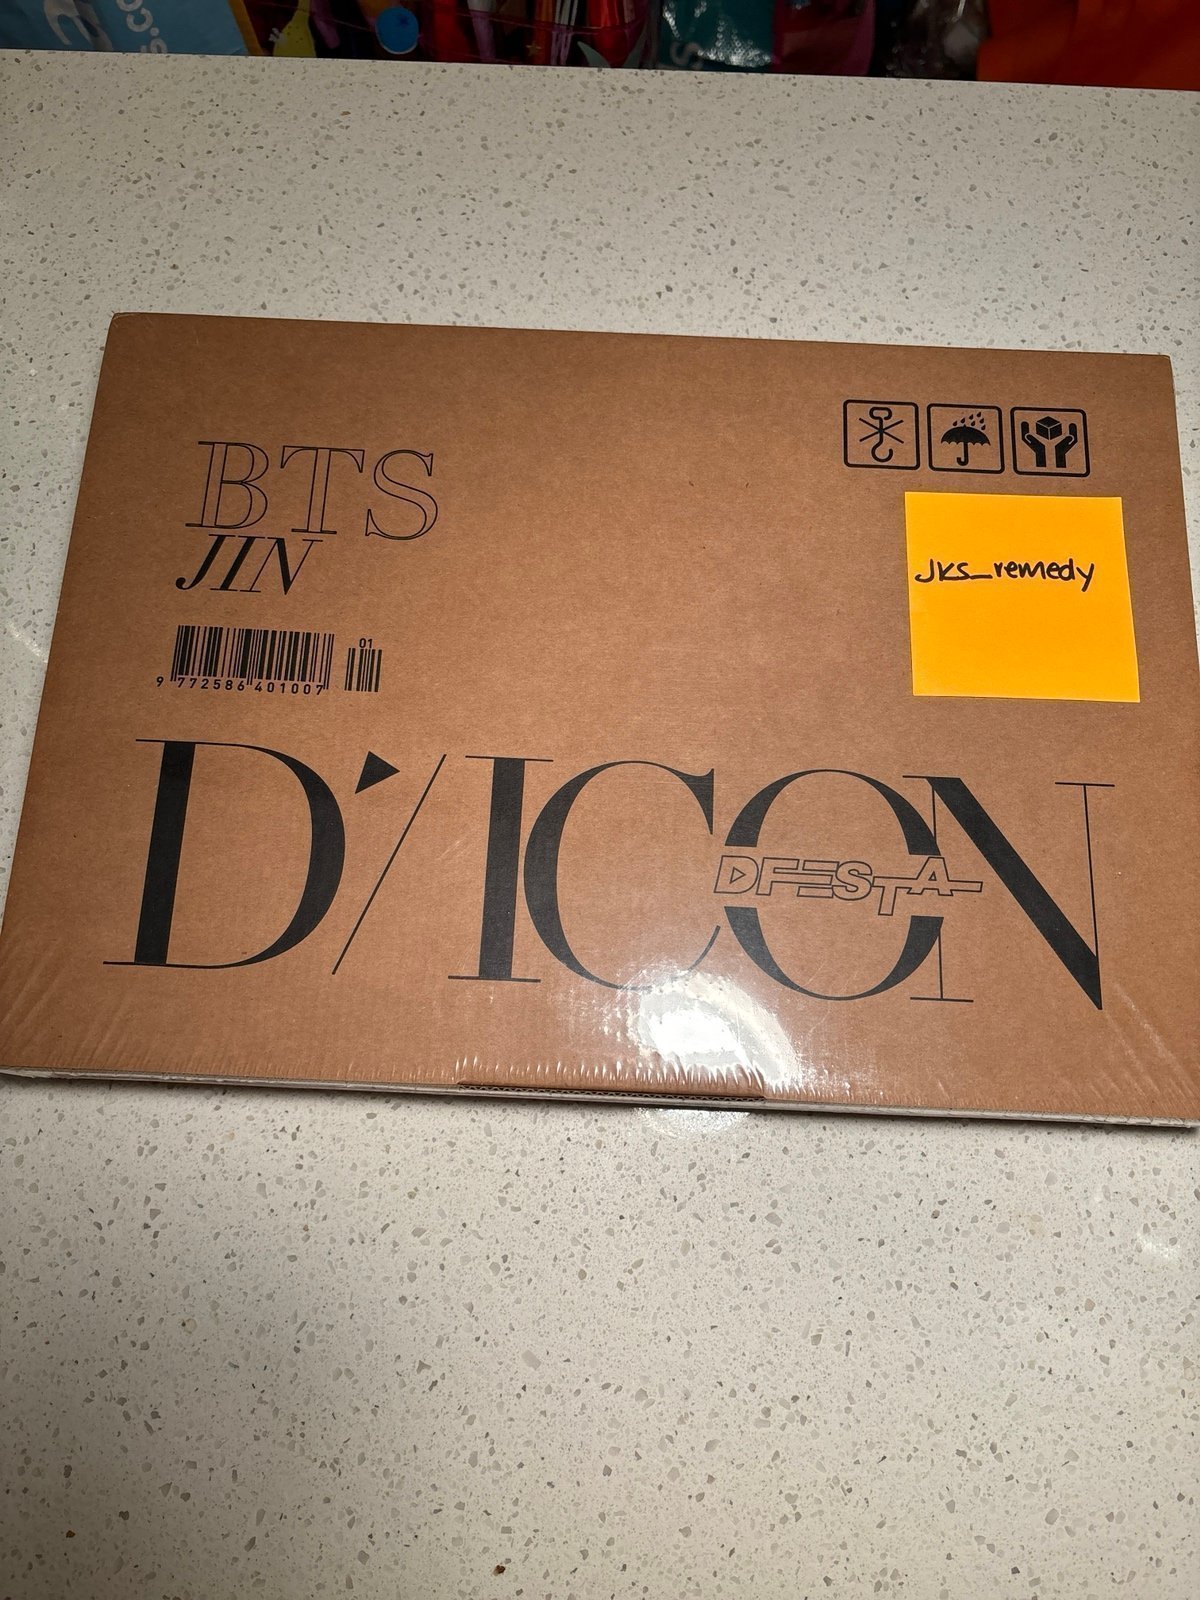 BTS
JIN
01
9 772586 401007
Jks_remedy
D'/ICON
DFESTA